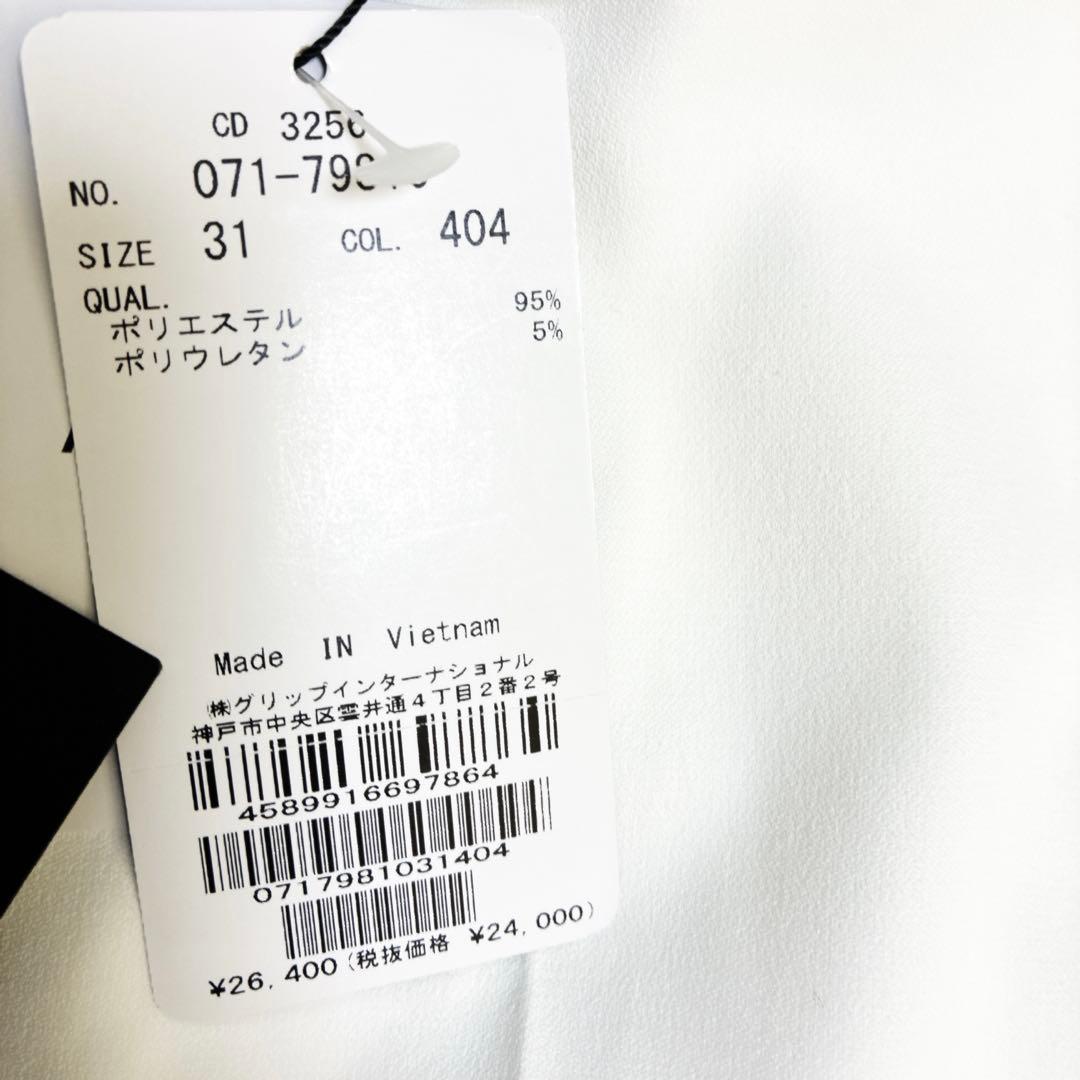 CD 3256
NO.
SIZE 31 COL. 404
QUAL.
ポリエステル 95%
ポリウレタン 5%
Made IN Vietnam
㈱グリップインターナショナル
神戸市中央区雲井通4丁目2番2号
4589916697864
0717981031404
¥26,400(税抜価格 ¥24,000)